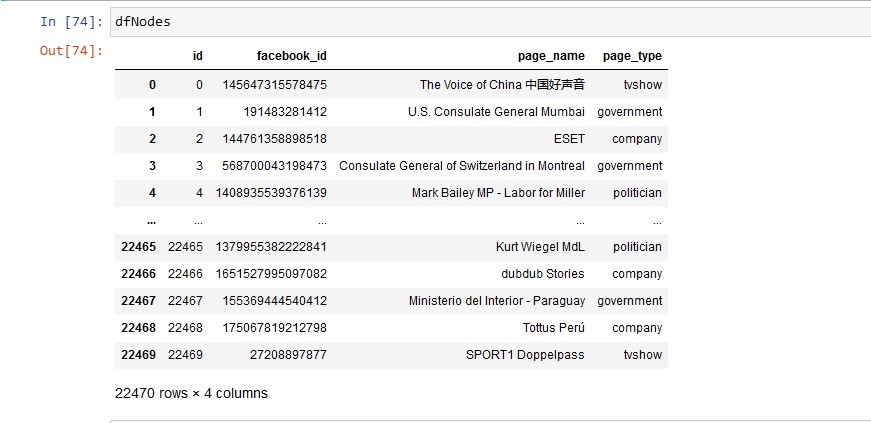 In [74]: dfNodes
Out[74]:
id facebook_id page_name page_type
0 0 145647315578475 The Voice of China 中国好声音 tvshow
1 1 191483281412 U.S. Consulate General Mumbai government
2 2 144761358898518 ESET company
3 3 568700043198473 Consulate General of Switzerland in Montreal government
4 4 1408935539376139 Mark Bailey MP - Labor for Miller politician
... ... ... ... ...
22465 22465 1379955382222841 Kurt Wiegel MdL politician
22466 22466 1651527995097082 dubdub Stories company
22467 22467 155369444540412 Ministerio del Interior - Paraguay government
22468 22468 175067819212798 Tottus Perú company
22469 22469 27208897877 SPORT1 Doppelpass tvshow
22470 rows × 4 columns